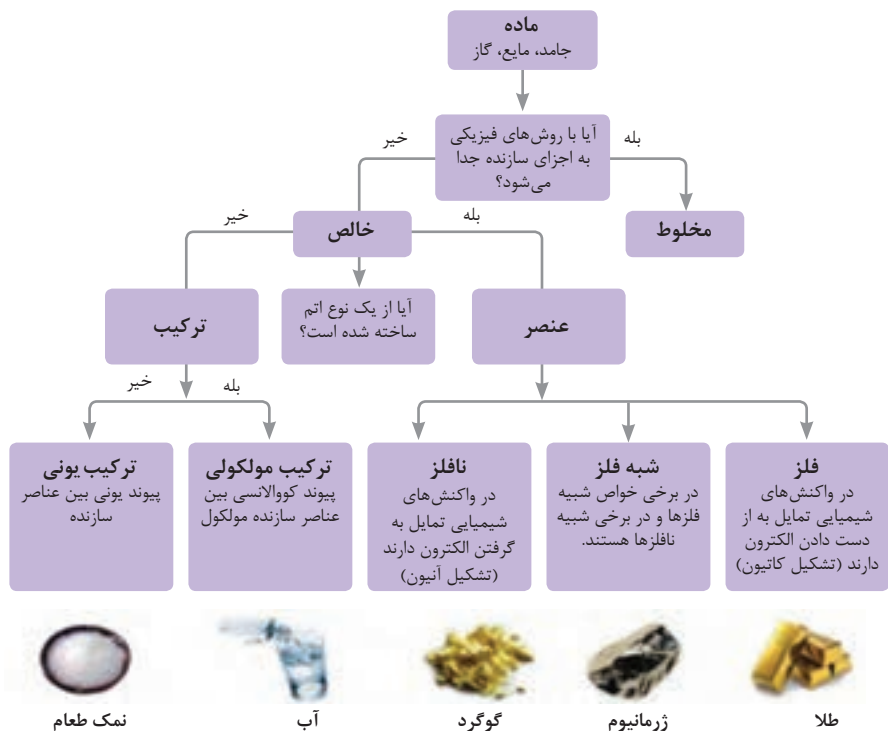 ماده
جامد، مایع، گاز
آیا با روش‌های فیزیکی
به اجزای سازنده جدا
می‌شود؟
بله
خیر
مخلوط
خالص
بله
خیر
آیا از یک نوع اتم
ساخته شده است؟
عنصر
ترکیب
بله
خیر
فلز
در واکنش‌های
شیمیایی تمایل به از
دست دادن الکترون
دارند (تشکیل کاتیون)
شبه فلز
در برخی خواص شبیه
فلزها و در برخی شبیه
نافلزها هستند.
نافلز
در واکنش‌های
شیمیایی تمایل به
گرفتن الکترون دارند
(تشکیل آنیون)
ترکیب مولکولی
پیوند کووالانسی بین
عناصر سازنده مولکول
ترکیب یونی
پیوند یونی بین عناصر
سازنده
طلا
ژرمانیوم
گوگرد
آب
نمک طعام